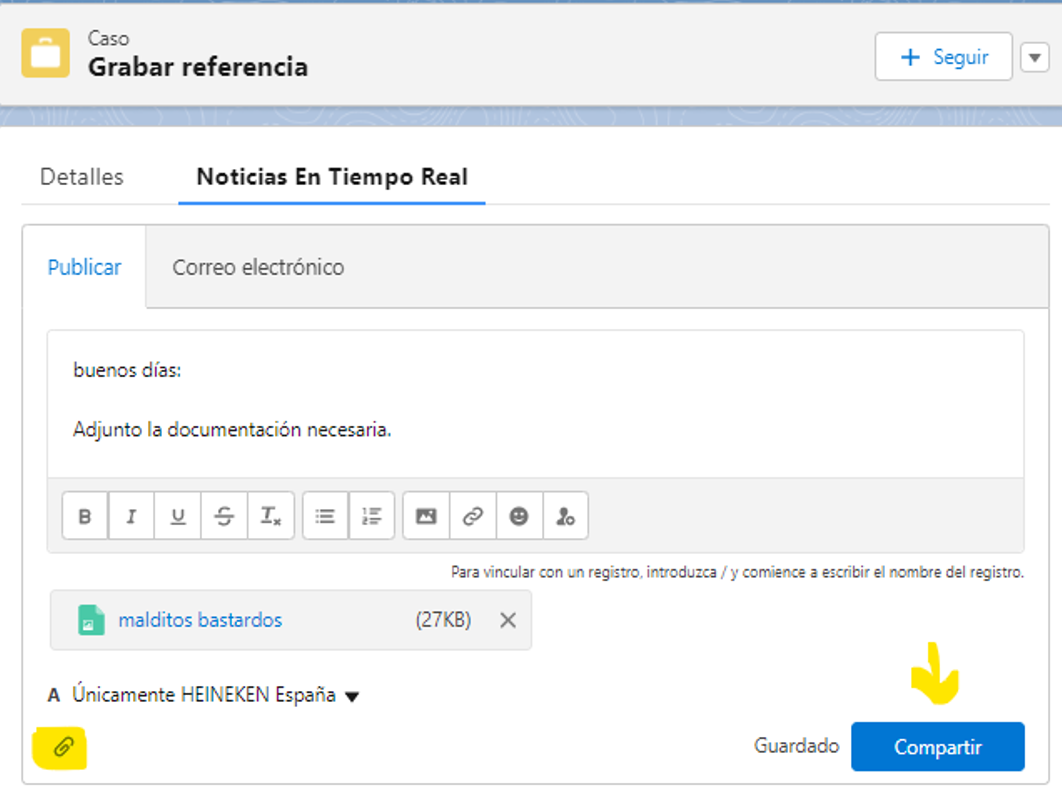 Caso
Grabar referencia
+ Seguir
Detalles
Noticias En Tiempo Real
Publicar
Correo electrónico
buenos días:
Adjunto la documentación necesaria.
B I U S Tx
Para vincular con un registro, introduzca / y comience a escribir el nombre del registro.
malditos bastardos (27KB)
A Únicamente HEINEKEN España
Guardado
Compartir